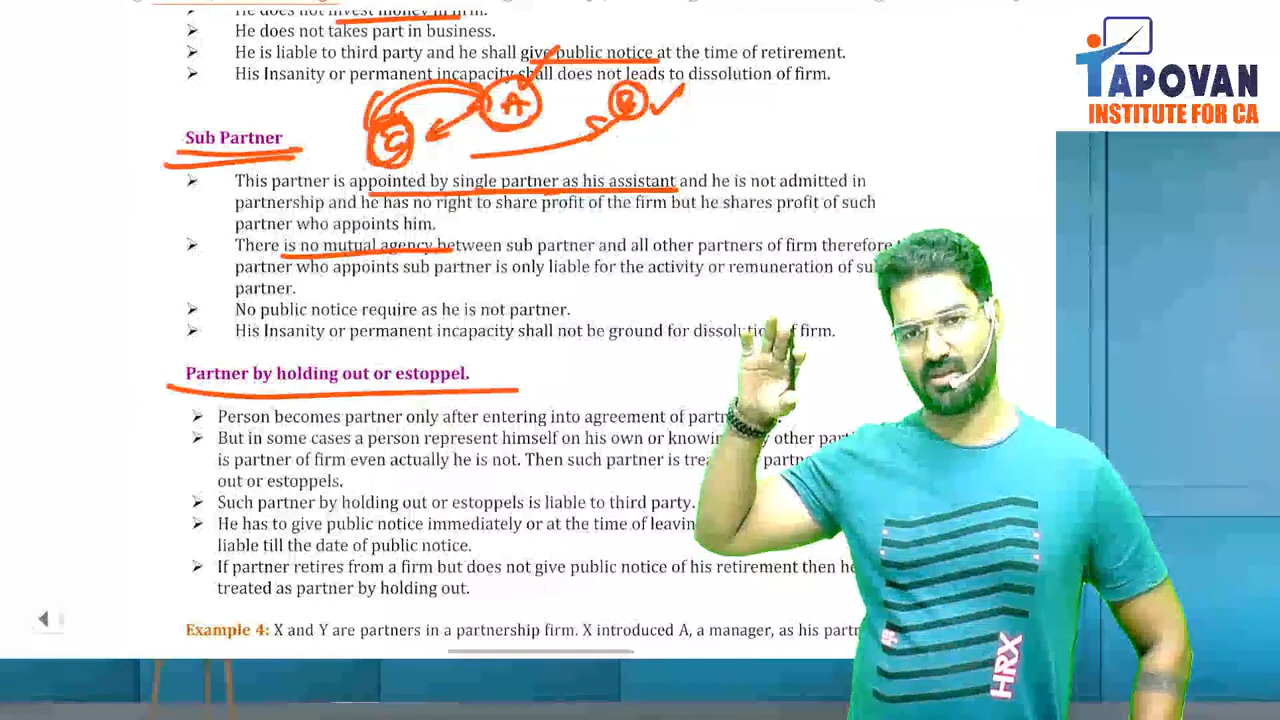 He does not invest money in firm.
He does not takes part in business.
He is liable to third party and he shall give public notice at the time of retirement.
His Insanity or permanent incapacity shall does not leads to dissolution of firm.
TAPOVAN
INSTITUTE FOR CA
A
B
S
Sub Partner
This partner is appointed by single partner as his assistant and he is not admitted in
partnership and he has no right to share profit of the firm but he shares profit of such
partner who appoints him.
There is no mutual agency between sub partner and all other partners of firm therefore
partner who appoints sub partner is only liable for the activity or remuneration of
partner.
No public notice require as he is not partner.
His Insanity or permanent incapacity shall not be ground for dissolution of firm.
Partner by holding out or estoppel.
Person becomes partner only after entering into agreement of
But in some cases a person represent himself on his own or other
is partner of firm even actually he is not. Then such partner is
out or estoppels.
Such partner by holding out or estoppels is liable to third party.
He has to give public notice immediately or at the time of
liable till the date of public notice.
If partner retires from a firm but does not give public notice of his retirement then he
treated as partner by holding out.
Example 4: X and Y are partners in a partnership firm. X introduced A, a manager, as his
HRX